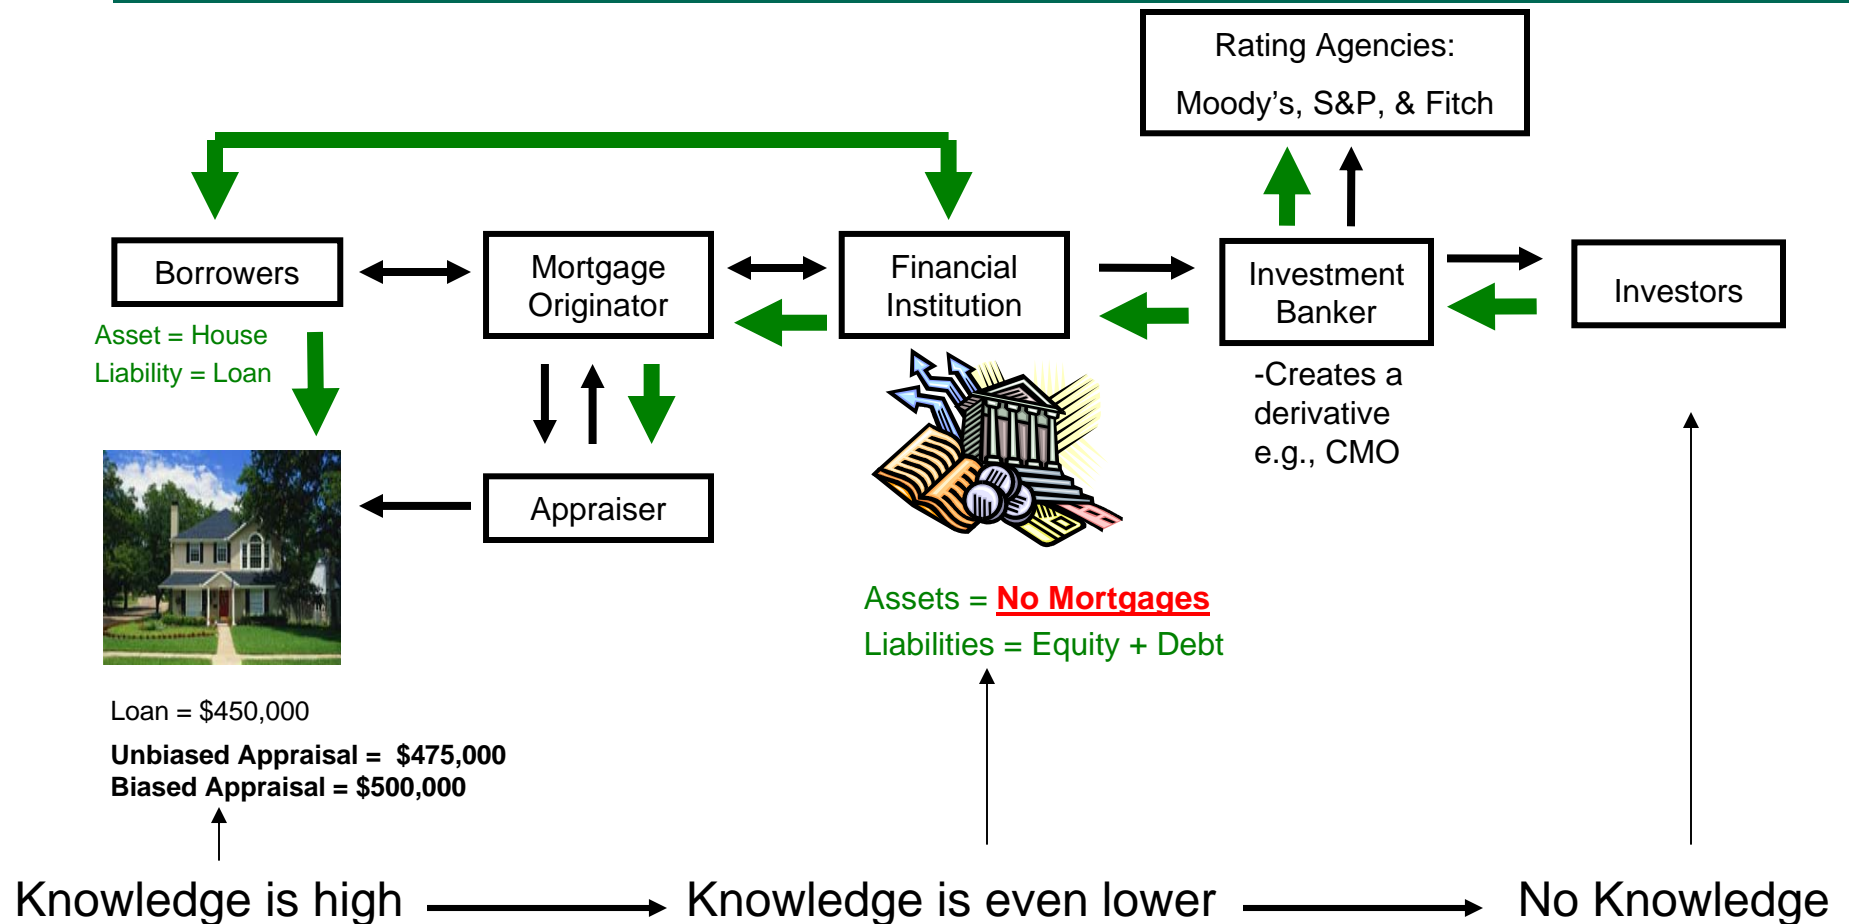 Rating Agencies:
Moody’s, S&P, & Fitch
Borrowers
Mortgage
Originator
Financial
Institution
Investment
Banker
Investors
Asset = House
Liability = Loan
-Creates a
derivative
e.g., CMO
Appraiser
Assets = No Mortgages
Liabilities = Equity + Debt
Loan = $450,000
Unbiased Appraisal = $475,000
Biased Appraisal = $500,000
Knowledge is high
Knowledge is even lower
No Knowledge